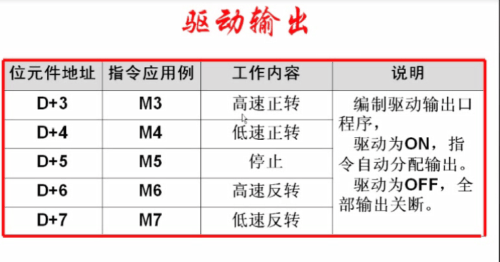 驱动输出
位元件地址 指令应用例 工作内容 说明
D+3 M3 高速正转
D+4 M4 低速正转
D+5 M5 停止
D+6 M6 高速反转
D+7 M7 低速反转
编制驱动输出口
程序，
驱动为ON，指
令自动分配输出。
驱动为OFF，全
部输出关断。